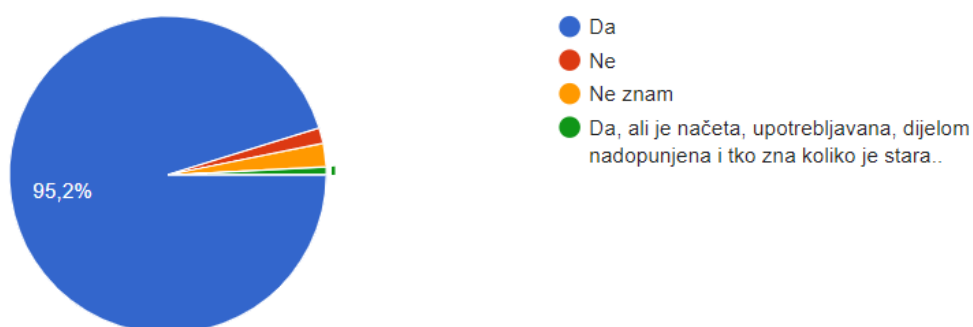 Da
Ne
Ne znam
Da, ali je načeta, upotrebljavana, dijelom
nadopunjena i tko zna koliko je stara..
95,2%